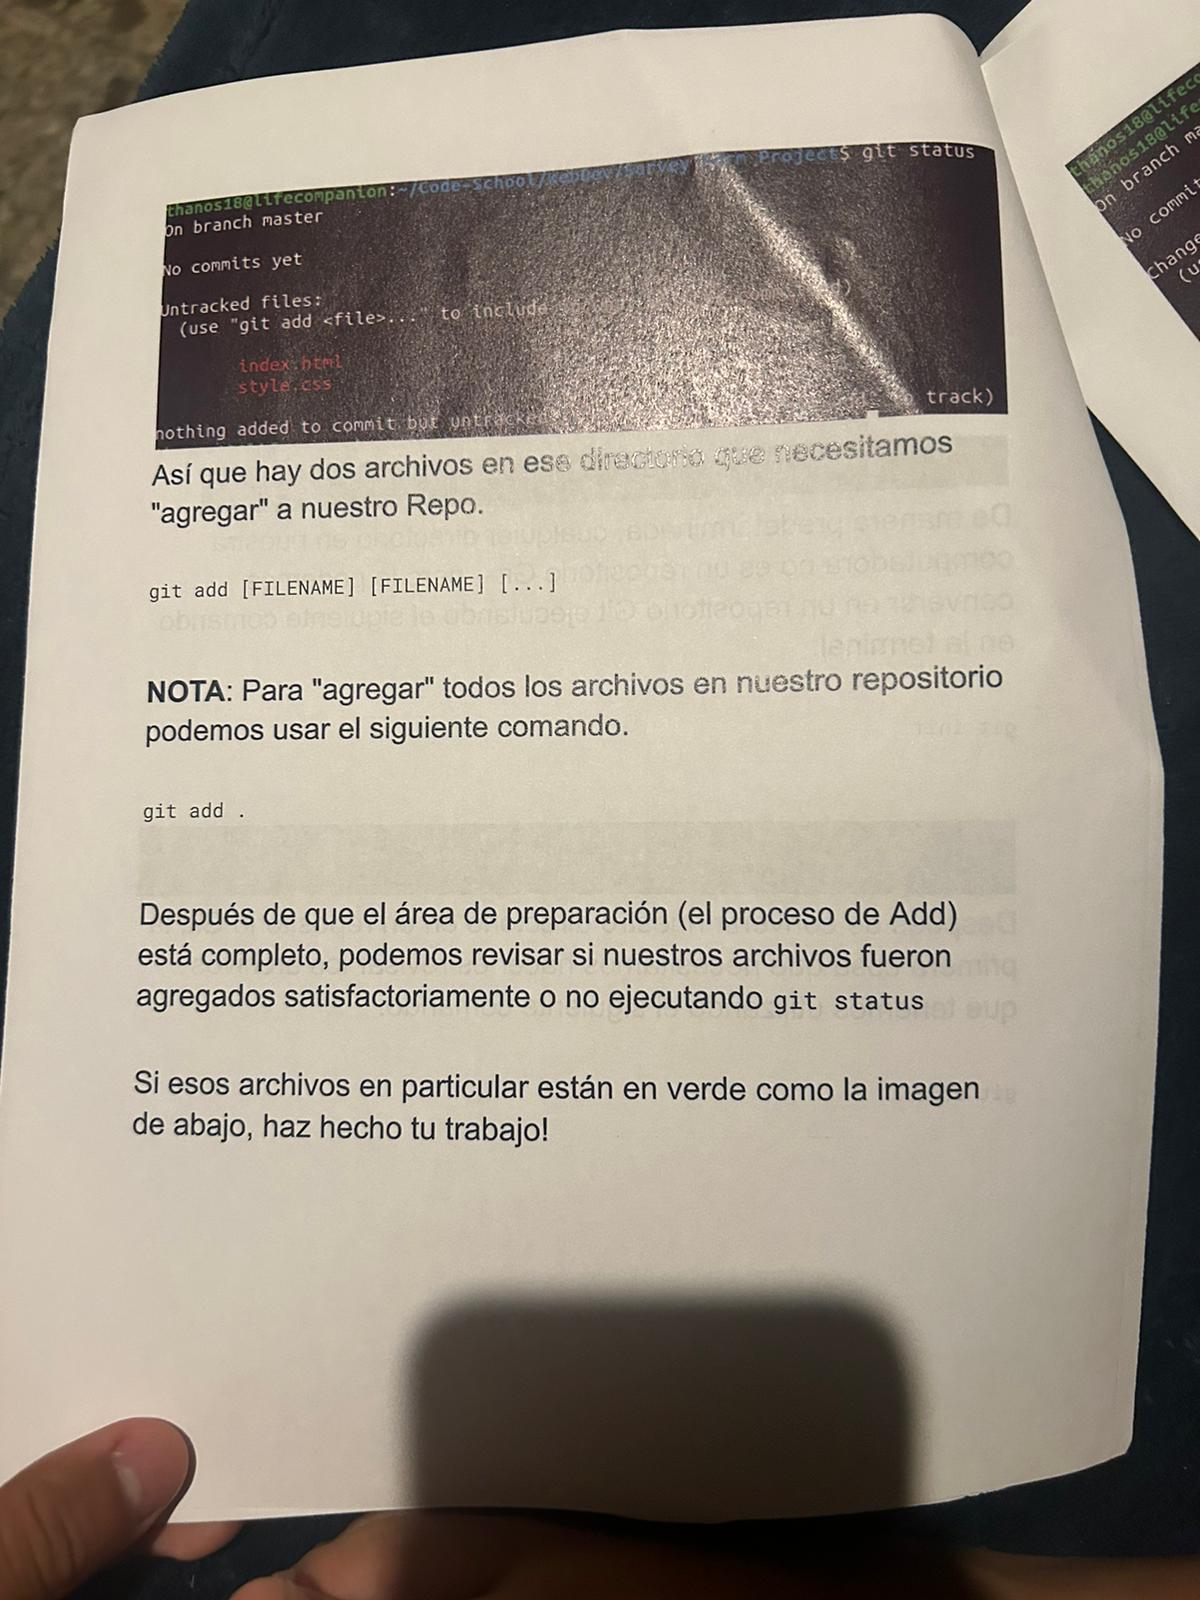 thanos18@lifecompanion:~/Code-School/WebDev/Survey Form Project$ git status
On branch master
No commits yet
Untracked files:
(use "git add <file>..." to include
index.html
style.css
nothing added to commit but untracked track)
Así que hay dos archivos en ese directorio que necesitamos
"agregar" a nuestro Repo.
git add [FILENAME] [FILENAME] [...]
NOTA: Para "agregar" todos los archivos en nuestro repositorio
podemos usar el siguiente comando.
git add .
Después de que el área de preparación (el proceso de Add)
está completo, podemos revisar si nuestros archivos fueron
agregados satisfactoriamente o no ejecutando git status
Si esos archivos en particular están en verde como la imagen
de abajo, haz hecho tu trabajo!
thanos18@lifeco
thanos18@life
On branch ma
No commit
Change
(u